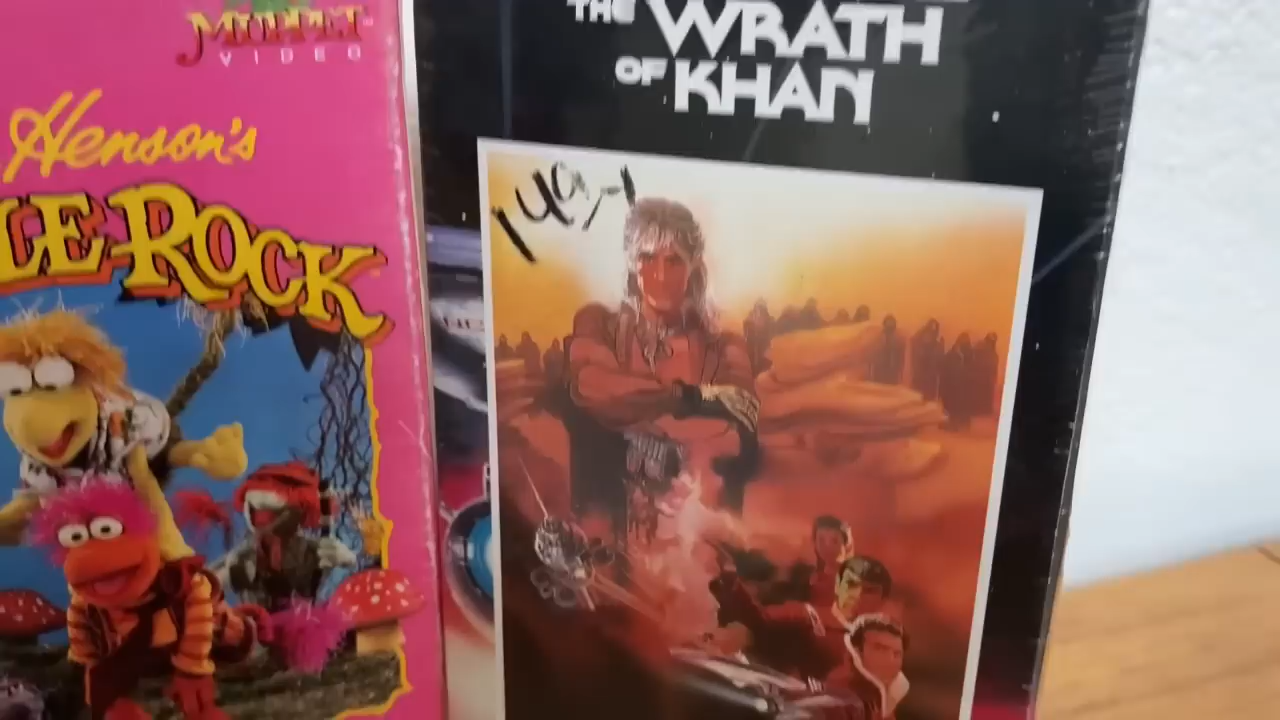 MUPPET
VIDEO
Henson's
LE ROCK
THE WRATH
OF KHAN